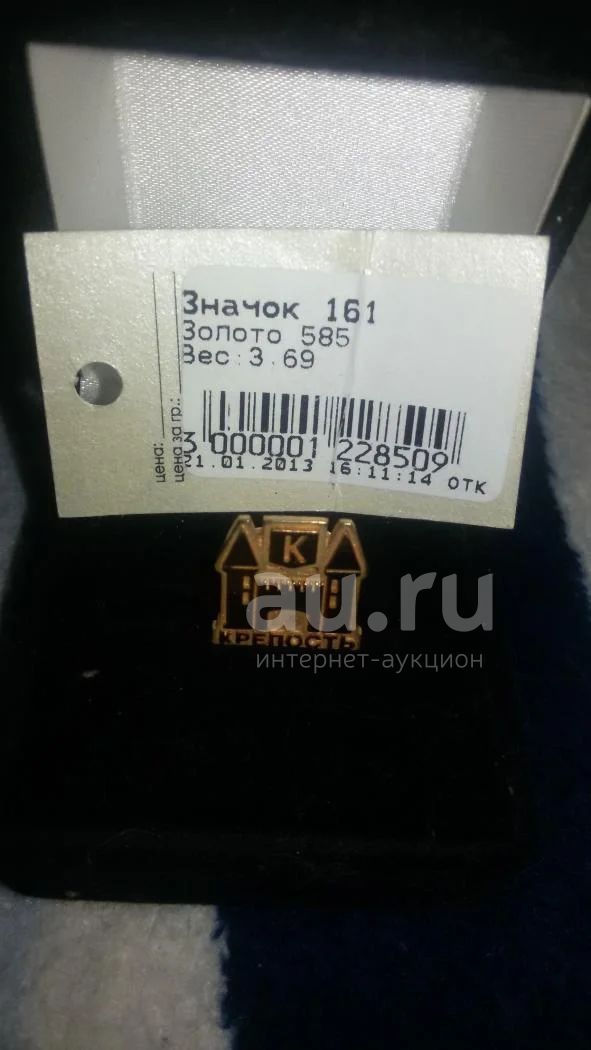 Значок 161
Золото 585
Вес:3.69
цена:
цена за гр.:
3 000001 228509
21.01.2013 16:11:14 ОТК
К
КРЕПОСТЬ
au.ru
интернет-аукцион